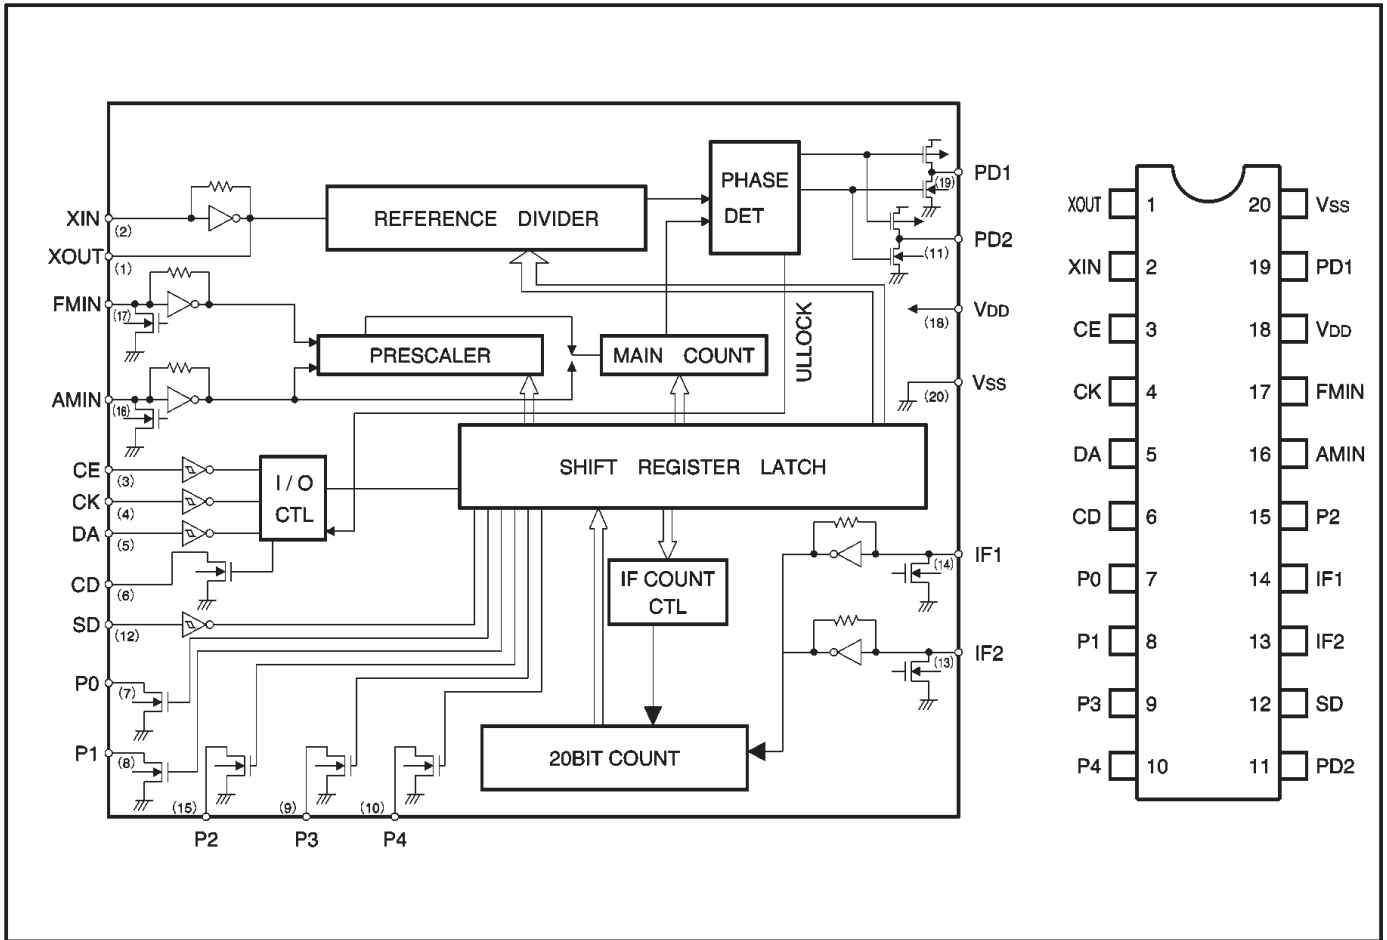 PHASE
DET
REFERENCE DIVIDER
PRESCALER
MAIN COUNT
ULLOCK
SHIFT REGISTER LATCH
I/O
CTL
IF COUNT
CTL
20BIT COUNT
XIN
(2)
XOUT
(1)
FMIN
(17)
AMIN
(16)
CE
(3)
CK
(4)
DA
(5)
CD
(6)
SD
(12)
P0
(7)
P1
(8)
(15)
P2
(9)
P3
(10)
P4
PD1
(19)
PD2
(11)
VDD
(18)
VSS
(20)
IF1
(14)
IF2
(13)
XOUT 1 20 VSS
XIN 2 19 PD1
CE 3 18 VDD
CK 4 17 FMIN
DA 5 16 AMIN
CD 6 15 P2
P0 7 14 IF1
P1 8 13 IF2
P3 9 12 SD
P4 10 11 PD2